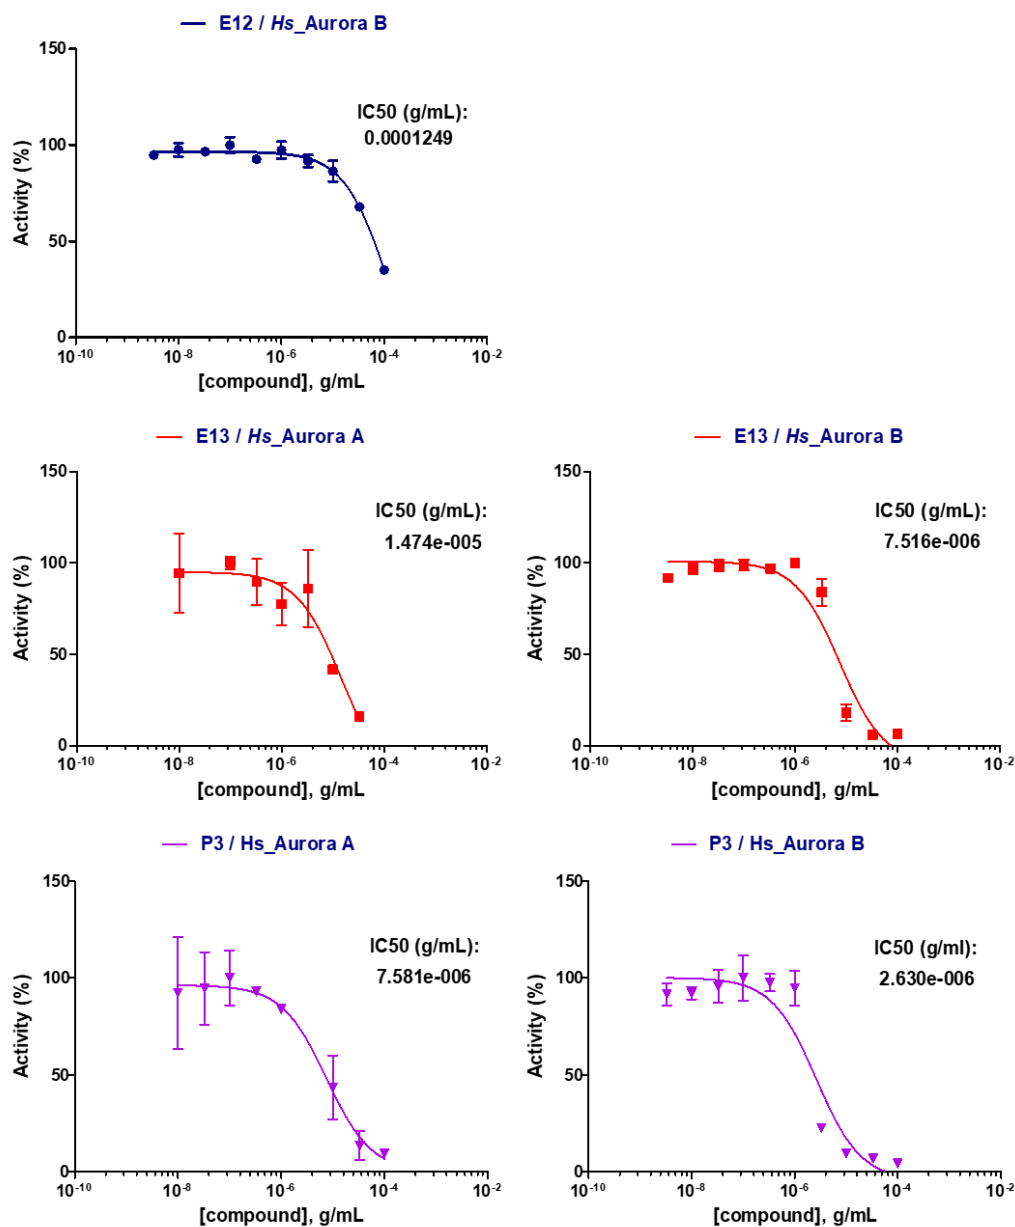 E12 / Hs_Aurora B
150
100
50
0
Activity (%)
IC50 (g/mL):
0.0001249
10-10 10-8 10-6 10-4 10-2
[compound], g/mL
E13 / Hs_Aurora A
150
100
50
0
Activity (%)
IC50 (g/mL):
1.474e-005
10-10 10-8 10-6 10-4 10-2
[compound], g/mL
E13 / Hs_Aurora B
150
100
50
0
Activity (%)
IC50 (g/mL):
7.516e-006
10-10 10-8 10-6 10-4 10-2
[compound], g/mL
P3 / Hs_Aurora A
150
100
50
0
Activity (%)
IC50 (g/mL):
7.581e-006
10-10 10-8 10-6 10-4 10-2
[compound], g/mL
P3 / Hs_Aurora B
150
100
50
0
Activity (%)
IC50 (g/ml):
2.630e-006
10-10 10-8 10-6 10-4 10-2
[compound], g/mL